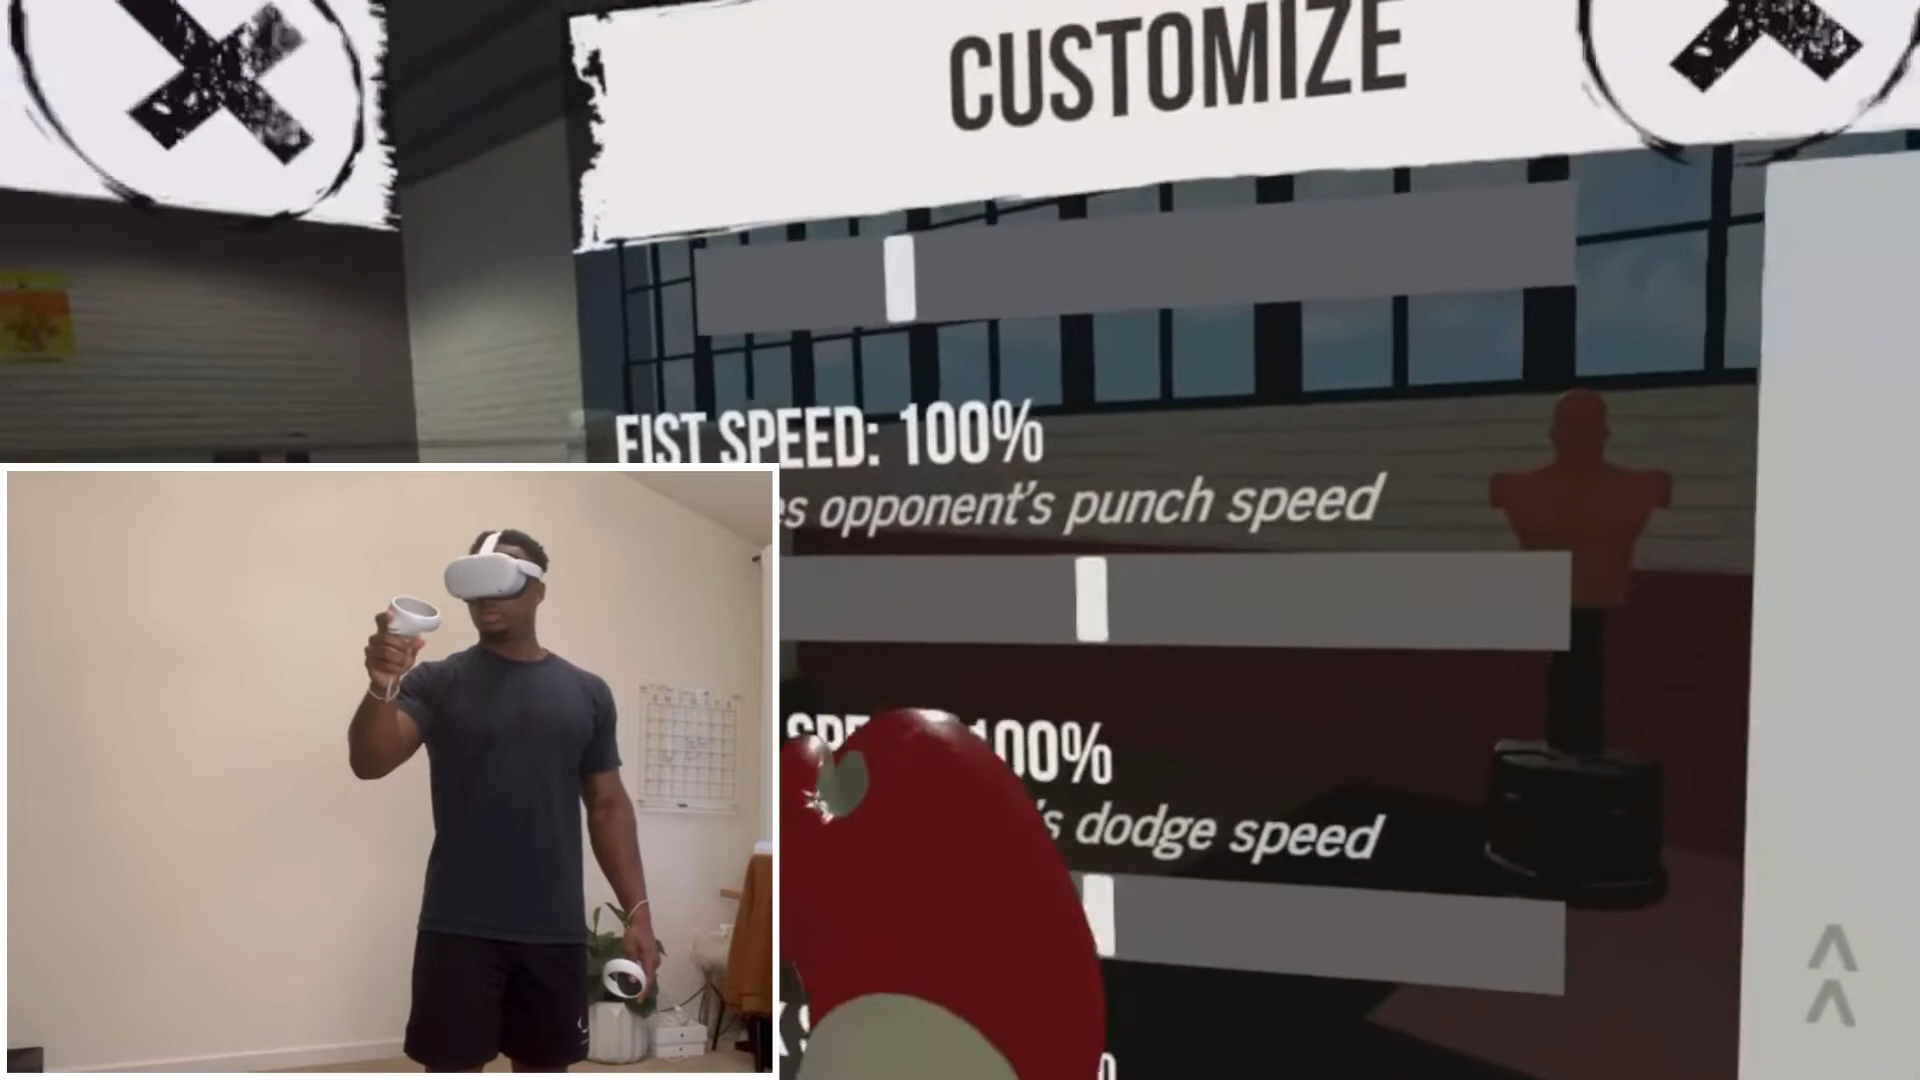 CUSTOMIZE
FIST SPEED: 100%
opponent's punch speed
100%
's dodge speed